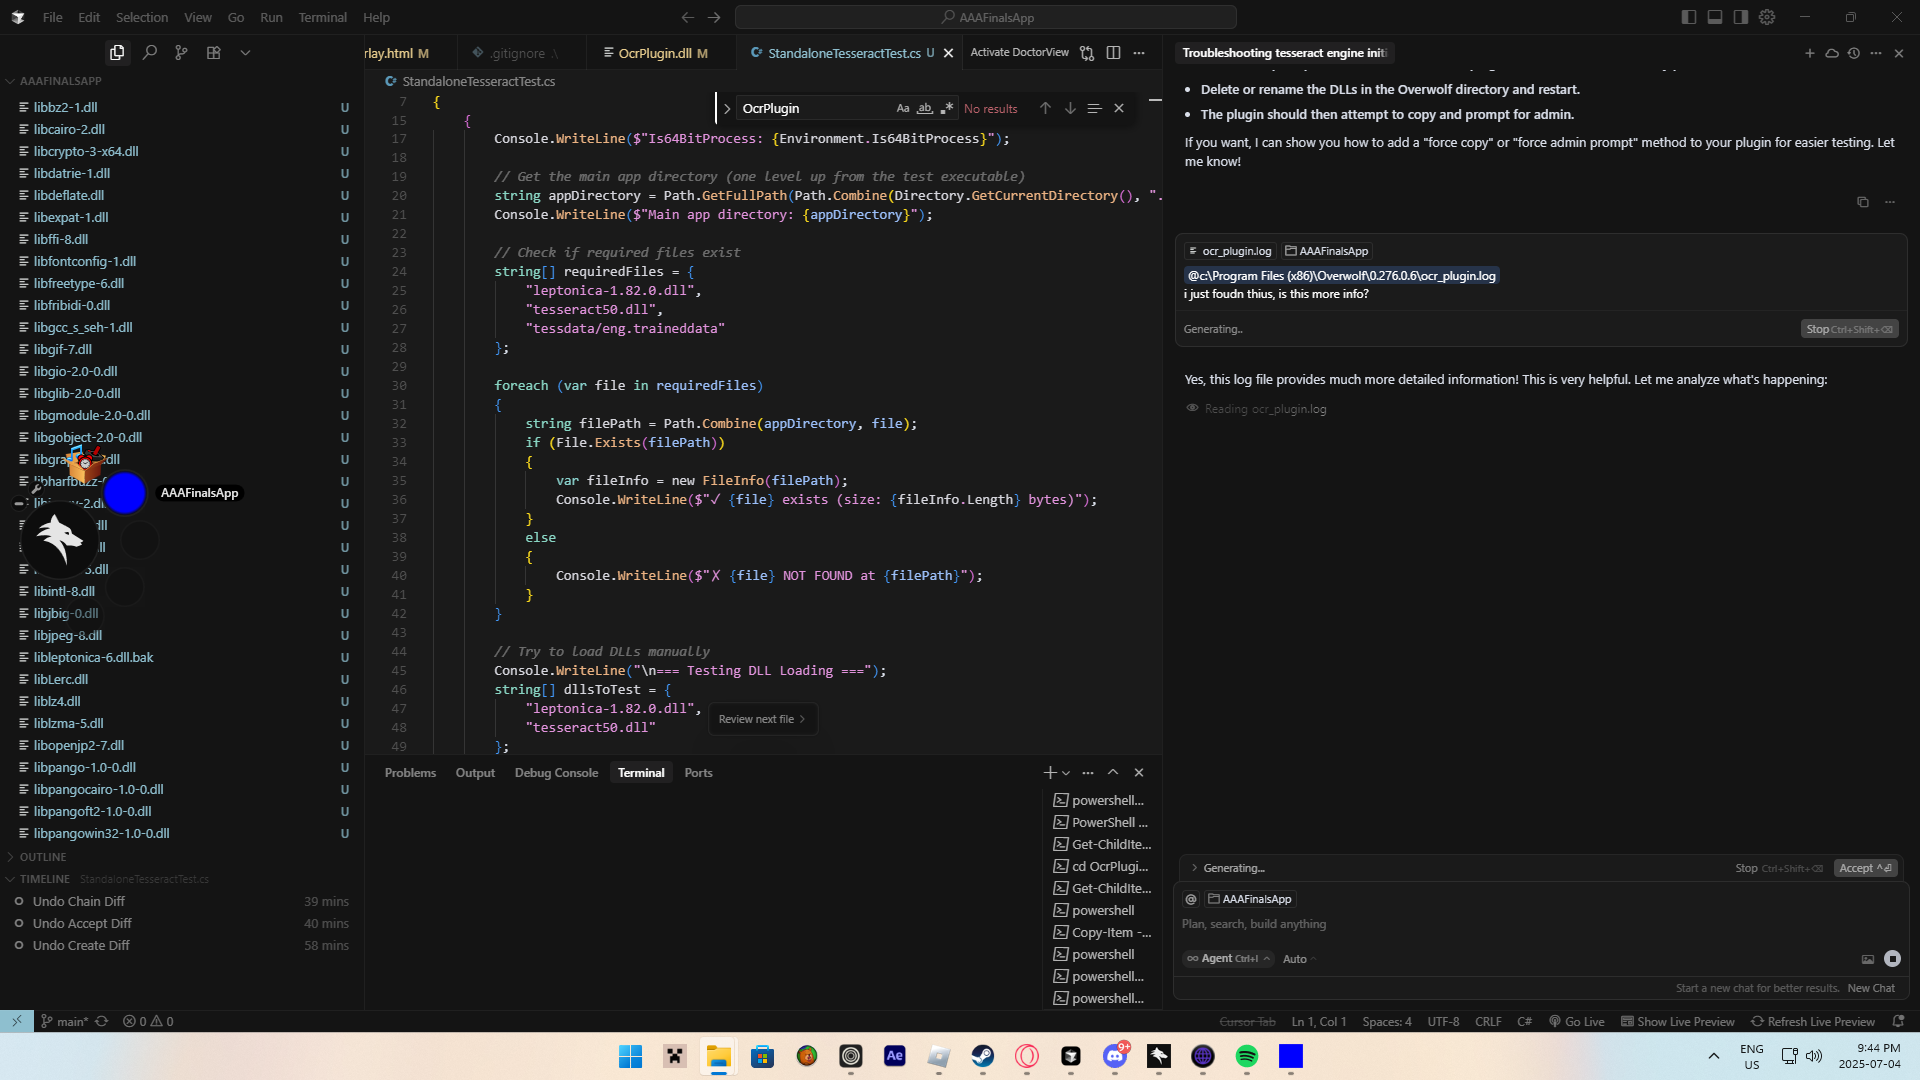 File Edit Selection View Go Run Terminal Help
AAAFinalsApp
rlay.html M
.gitignore
OcrPlugin.dll M
StandaloneTesseractTest.cs U
Activate DoctorView
Troubleshooting tesseract engine initi
AAAFINALSAPP
libbz2-1.dll U
libcairo-2.dll U
libcrypto-3-x64.dll U
libdatrie-1.dll U
libdeflate.dll U
libexpat-1.dll U
libffi-8.dll U
libfontconfig-1.dll U
libfreetype-6.dll U
libfribidi-0.dll U
libgcc_s_seh-1.dll U
libgif-7.dll U
libgio-2.0-0.dll U
libglib-2.0-0.dll U
libgmodule-2.0-0.dll U
libgobject-2.0-0.dll U
U
U
U
U
U
U
libintl-8.dll U
libjbig-0.dll U
libjpeg-8.dll U
libleptonica-6.dll.bak U
libLerc.dll U
liblz4.dll U
liblzma-5.dll U
libopenjp2-7.dll U
libpango-1.0-0.dll U
libpangocairo-1.0-0.dll U
libpangoft2-1.0-0.dll U
libpangowin32-1.0-0.dll U
AAAFinalsApp
OUTLINE
TIMELINE StandaloneTesseractTest.cs
Undo Chain Diff 39 mins
Undo Accept Diff 40 mins
Undo Create Diff 58 mins
StandaloneTesseractTest.cs
OcrPlugin Aa ab No results
7 {
15 {
17 Console.WriteLine($"Is64BitProcess: {Environment.Is64BitProcess}");
18
19 // Get the main app directory (one level up from the test executable)
20 string appDirectory = Path.GetFullPath(Path.Combine(Directory.GetCurrentDirectory(), ".
21 Console.WriteLine($"Main app directory: {appDirectory}");
22
23 // Check if required files exist
24 string[] requiredFiles = {
25 "leptonica-1.82.0.dll",
26 "tesseract50.dll",
27 "tessdata/eng.traineddata"
28 };
29
30 foreach (var file in requiredFiles)
31 {
32 string filePath = Path.Combine(appDirectory, file);
33 if (File.Exists(filePath))
34 {
35 var fileInfo = new FileInfo(filePath);
36 Console.WriteLine($"✓ {file} exists (size: {fileInfo.Length} bytes)");
37 }
38 else
39 {
40 Console.WriteLine($"✗ {file} NOT FOUND at {filePath}");
41 }
42 }
43
44 // Try to load DLLs manually
45 Console.WriteLine("\n=== Testing DLL Loading ===");
46 string[] dllsToTest = {
47 "leptonica-1.82.0.dll",
48 "tesseract50.dll"
49 };
Review next file
Problems Output Debug Console Terminal Ports
powershell...
PowerShell ...
Get-ChildIte...
cd OcrPlugi...
Get-ChildIte...
powershell
Copy-Item -...
powershell
powershell...
powershell...
• Delete or rename the DLLs in the Overwolf directory and restart.
• The plugin should then attempt to copy and prompt for admin.
If you want, I can show you how to add a "force copy" or "force admin prompt" method to your plugin for easier testing. Let
me know!
ocr_plugin.log AAAFinalsApp
@c:\Program Files (x86)\Overwolf\0.276.0.6\ocr_plugin.log
i just foudn thius, is this more info?
Generating.. Stop Ctrl+Shift+⌫
Yes, this log file provides much more detailed information! This is very helpful. Let me analyze what's happening:
Reading ocr_plugin.log
Generating... Stop Ctrl+Shift+⌫ Accept ^⏎
@ AAAFinalsApp
Plan, search, build anything
∞ Agent Ctrl+I Auto
Start a new chat for better results. New Chat
main* 0 0
Cursor Tab Ln 1, Col 1 Spaces: 4 UTF-8 CRLF C# Go Live Show Live Preview Refresh Live Preview
Ae
9+
ENG
US
9:44 PM
2025-07-04